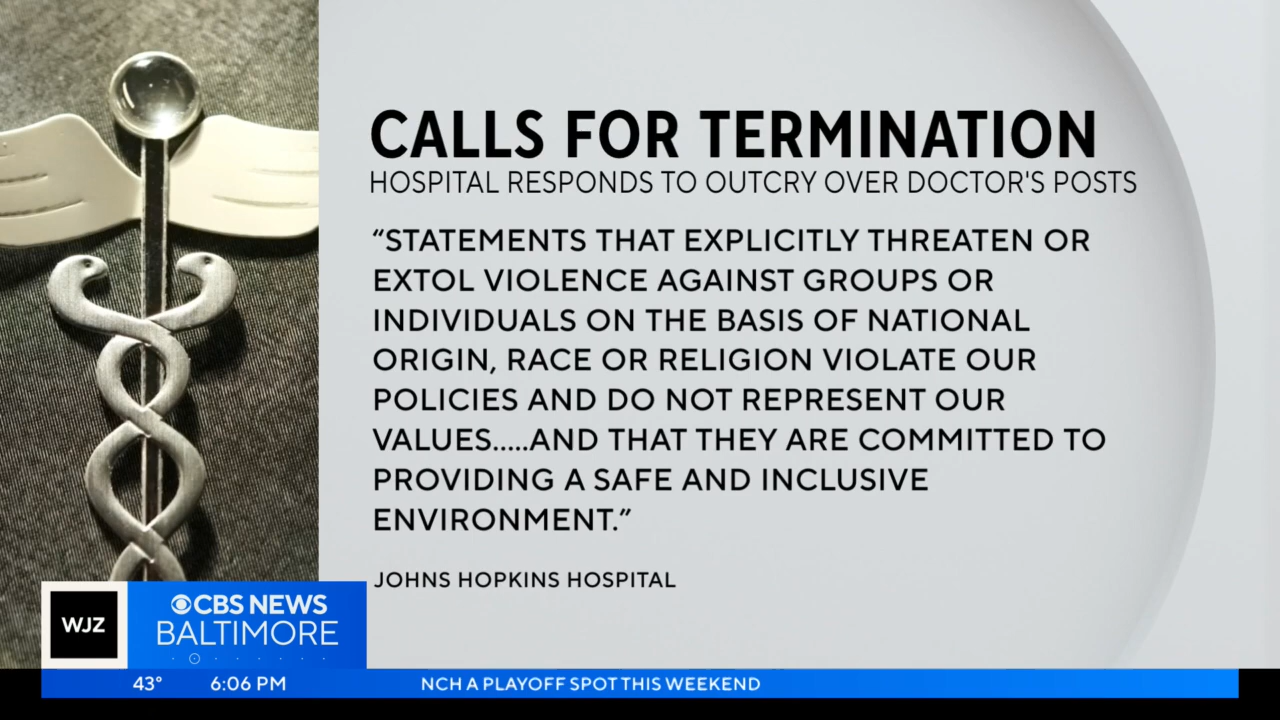 CALLS FOR TERMINATION
HOSPITAL RESPONDS TO OUTCRY OVER DOCTOR'S POSTS
“STATEMENTS THAT EXPLICITLY THREATEN OR
EXTOL VIOLENCE AGAINST GROUPS OR
INDIVIDUALS ON THE BASIS OF NATIONAL
ORIGIN, RACE OR RELIGION VIOLATE OUR
POLICIES AND DO NOT REPRESENT OUR
VALUES.....AND THAT THEY ARE COMMITTED TO
PROVIDING A SAFE AND INCLUSIVE
ENVIRONMENT.”
JOHNS HOPKINS HOSPITAL
WJZ
CBS NEWS
BALTIMORE
43° 6:06 PM NCH A PLAYOFF SPOT THIS WEEKEND